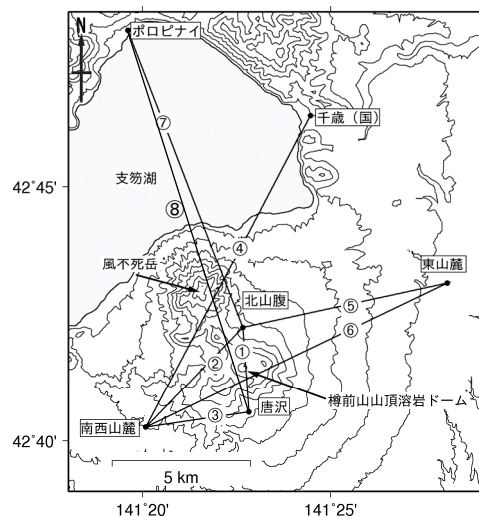 N
ポロピナイ
⑦
千歳（国）
42˚45'
支笏湖
⑧
④
風不死岳
東山麓
北山腹
⑤
⑥
①
②
樽前山山頂溶岩ドーム
唐沢
③
南西山麓
42˚40'
5 km
141˚20'
141˚25'